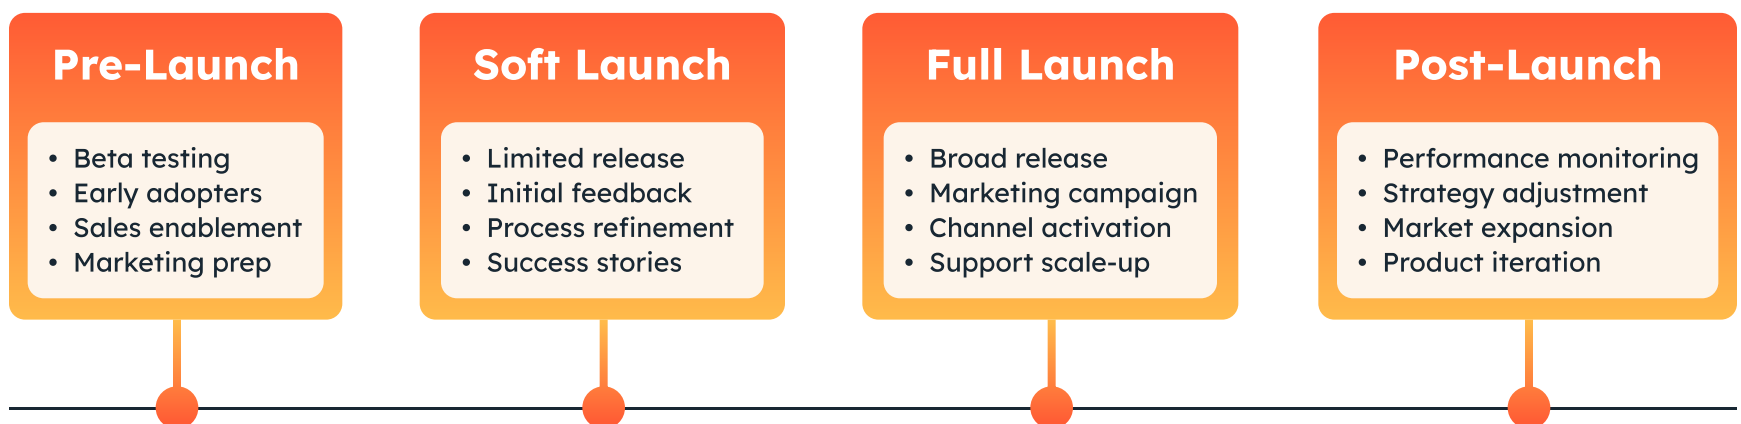 Pre-Launch
• Beta testing
• Early adopters
• Sales enablement
• Marketing prep
Soft Launch
• Limited release
• Initial feedback
• Process refinement
• Success stories
Full Launch
• Broad release
• Marketing campaign
• Channel activation
• Support scale-up
Post-Launch
• Performance monitoring
• Strategy adjustment
• Market expansion
• Product iteration